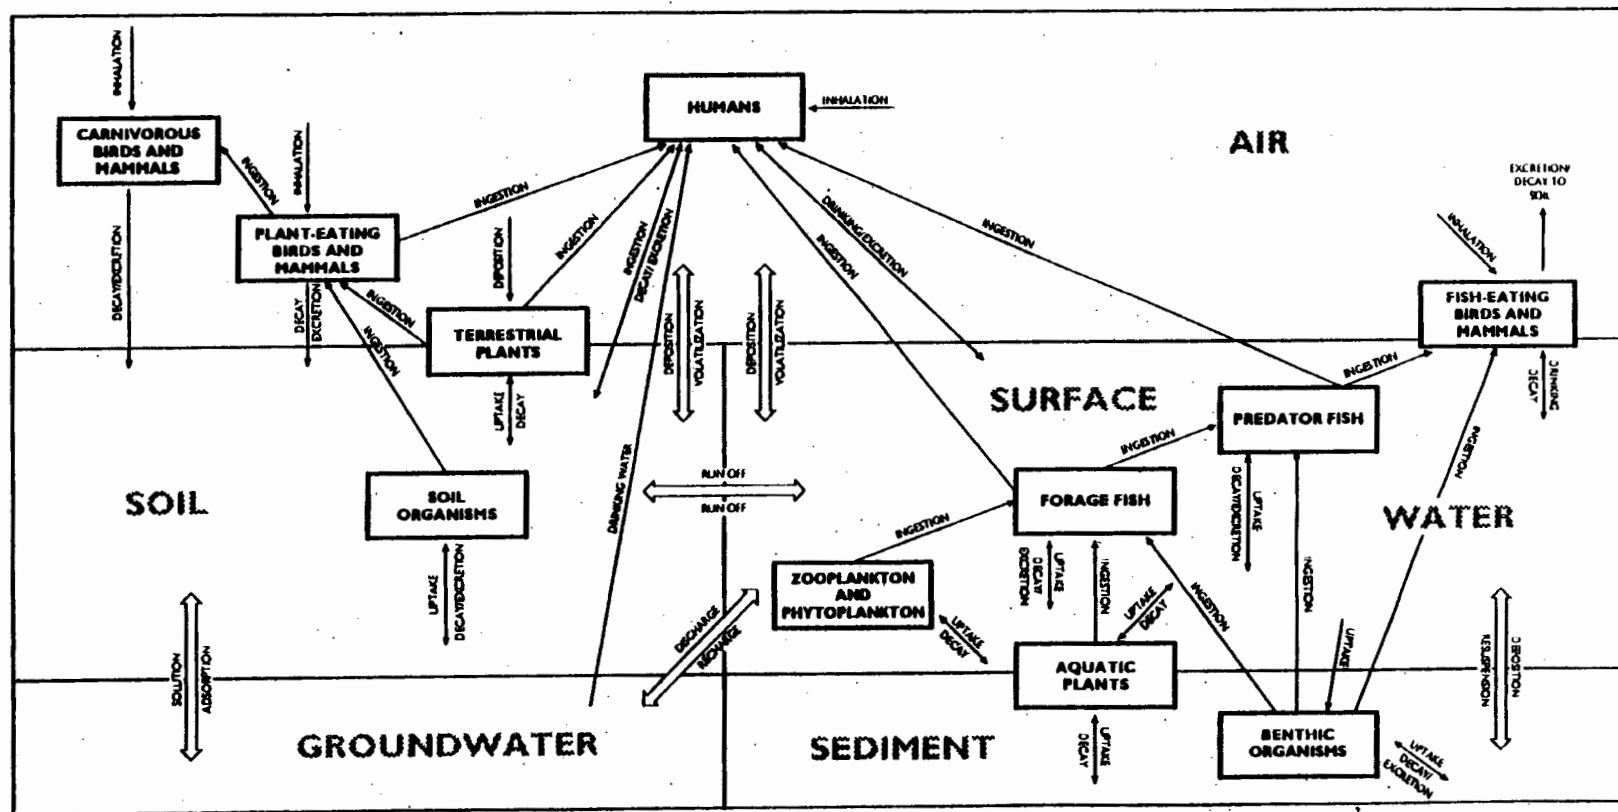 INHALATION
CARNIVOROUS
BIRDS AND
MAMMALS
INGESTION
DECAY/EXCRETION
INHALATION
PLANT-EATING
BIRDS AND
MAMMALS
DECAY
EXCRETION
INGESTION
INGESTION
INGESTION
DEPOSITION
TERRESTRIAL
PLANTS
UPTAKE
DECAY
INGESTION
HUMANS
INHALATION
INGESTION
DECAY/ EXCRETION
DRINKING WATER
DEPOSITION
VOLATILIZATION
DEPOSITION
VOLATILIZATION
INGESTION
DRINKING/EXCRETION
INGESTION
AIR
EXCRETION/
DECAY TO
SOIL
INHALATION
FISH-EATING
BIRDS AND
MAMMALS
DRINKING
DECAY
INGESTION
INGESTION
SURFACE
WATER
PREDATOR FISH
UPTAKE
DECAY/EXCRETION
INGESTION
INGESTION
FORAGE FISH
UPTAKE
DECAY/
EXCRETION
INGESTION
INGESTION
INGESTION
ZOOPLANKTON
AND
PHYTOPLANKTON
UPTAKE
DECAY
UPTAKE
DECAY
AQUATIC
PLANTS
UPTAKE
DECAY
UPTAKE
BENTHIC
ORGANISMS
UPTAKE
DECAY/
EXCRETION
DEPOSITION
RESUSPENSION
SOIL
SOIL
ORGANISMS
UPTAKE
DECAY/EXCRETION
RUN OFF
RUN OFF
DISCHARGE
RECHARGE
SOLUTION
ADSORPTION
GROUNDWATER
SEDIMENT